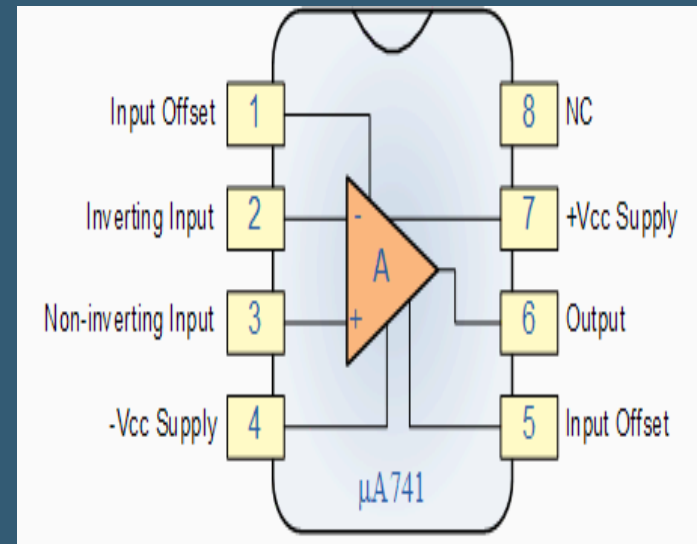 Input Offset 1
8 NC
Inverting Input 2
-
7 +Vcc Supply
A
Non-inverting Input 3
+
6 Output
-Vcc Supply 4
5 Input Offset
μA741